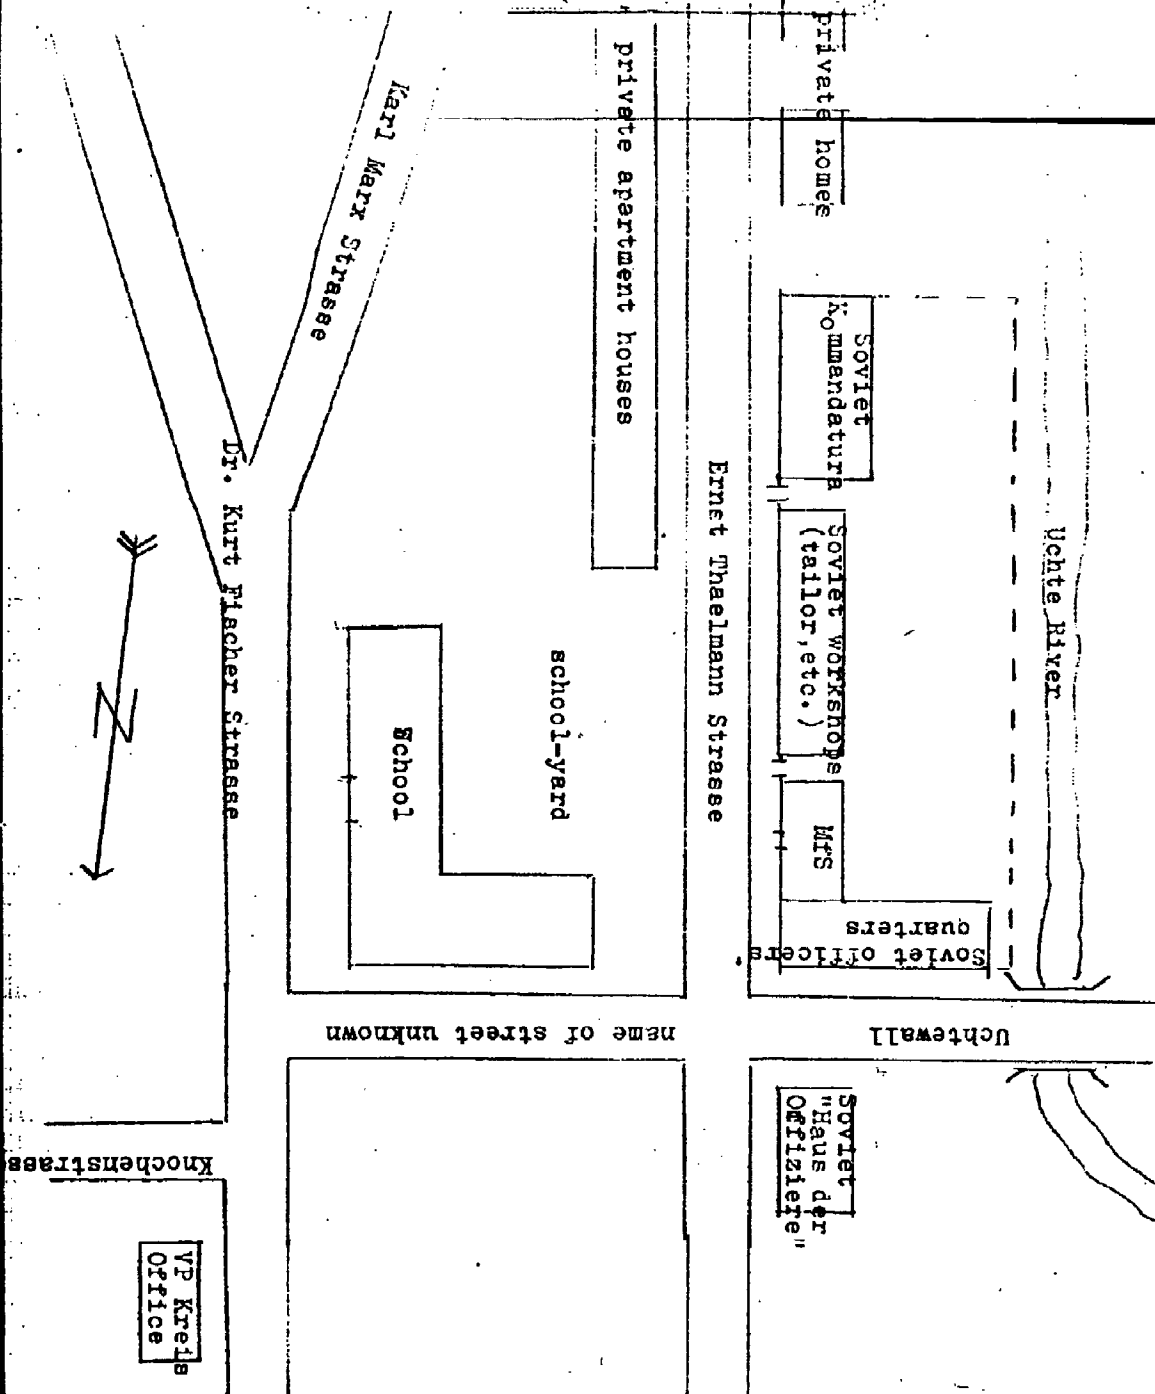 private homes
private apartment houses
Karl Marx Strasse
Soviet
Kommandatura
Uchte River
Dr. Kurt Fischer Strasse
Ernst Thaelmann Strasse
Soviet workshops
(tailor, etc.)
school-yard
School
MfS
Soviet officers'
quarters
name of street unknown
Uchtewall
Knochenstrasse
Soviet
"Haus der
Offiziere"
VP Kreis
Office
N